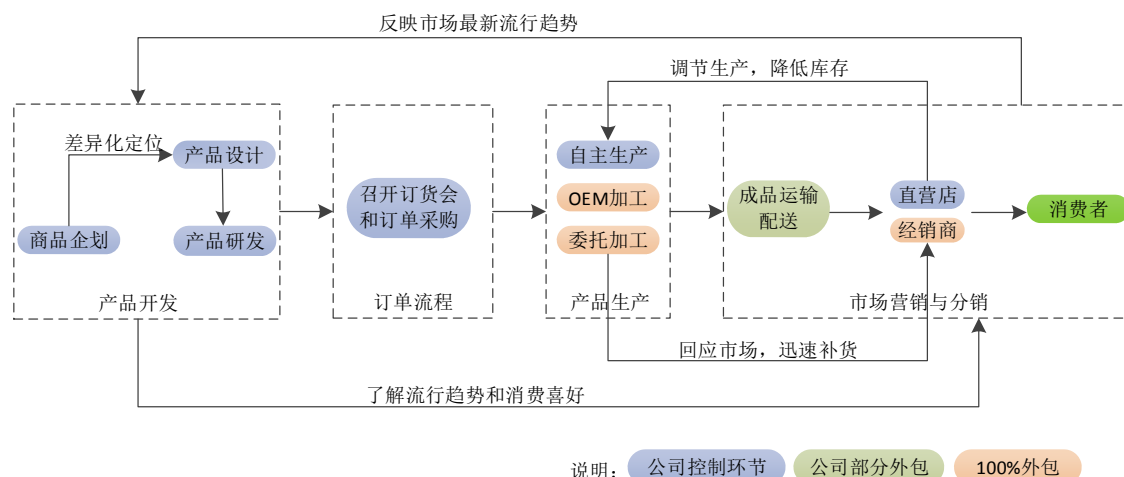 反映市场最新流行趋势
调节生产，降低库存
差异化定位
产品设计
商品企划
产品研发
产品开发
召开订货会
和订单采购
订单流程
自主生产
OEM加工
委托加工
产品生产
成品运输
配送
直营店
经销商
消费者
市场营销与分销
回应市场，迅速补货
了解流行趋势和消费喜好
说明：
公司控制环节
公司部分外包
100%外包